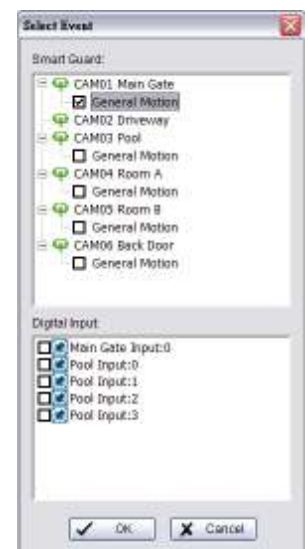 Select Event
Smart Guard:
CAM01 Main Gate
General Motion
CAM02 Driveway
CAM03 Pool
General Motion
CAM04 Room A
General Motion
CAM05 Room B
General Motion
CAM06 Back Door
General Motion
Digital Input
Main Gate Input:0
Pool Input:0
Pool Input:1
Pool Input:2
Pool Input:3
OK
Cancel